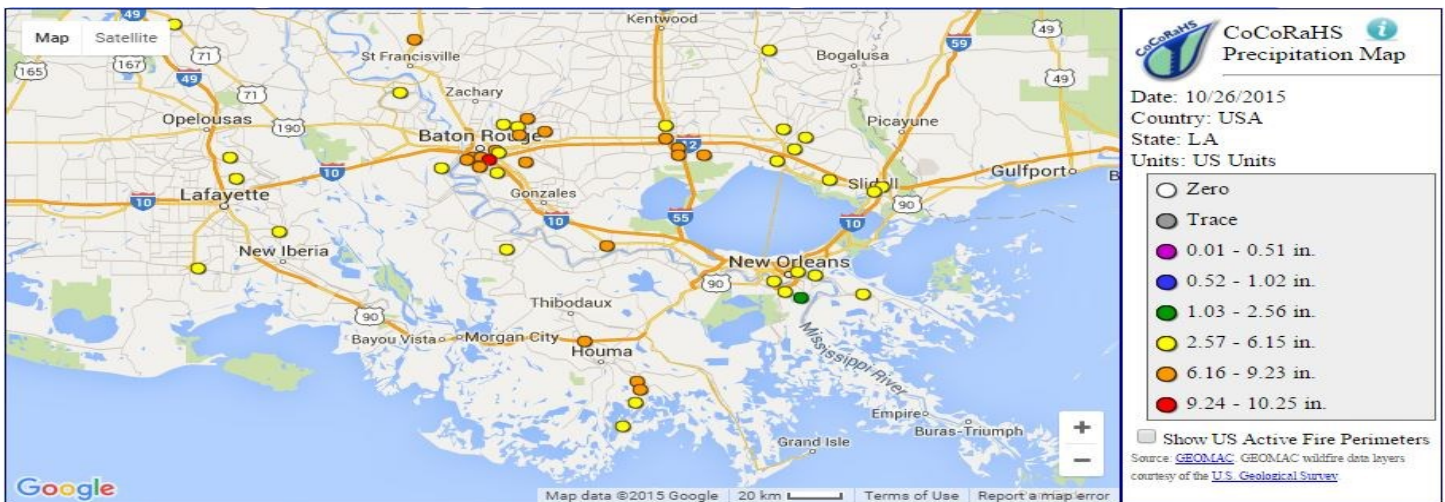 Map
Satellite
49
165
167
71
49
St Francisville
Kentwood
Bogalusa
59
49
49
71
Zachary
Opelousas
190
Baton Rouge
12
Picayune
10
Lafayette
10
Gonzales
10
55
10
Slidell
90
Gulfport
B
New Iberia
90
New Orleans
90
Thibodaux
Bayou Vista
Morgan City
Houma
Mississippi River
Empire
Buras-Triumph
Grand Isle
+
−
Google
Map data ©2015 Google
20 km
Terms of Use
Report a map error
CoCoRaHS
CoCoRaHS
i
Precipitation Map
Date: 10/26/2015
Country: USA
State: LA
Units: US Units
Zero
Trace
0.01 - 0.51 in.
0.52 - 1.02 in.
1.03 - 2.56 in.
2.57 - 6.15 in.
6.16 - 9.23 in.
9.24 - 10.25 in.
Show US Active Fire Perimeters
Source: GEOMAC. GEOMAC wildfire data layers
courtesy of the U.S. Geological Survey